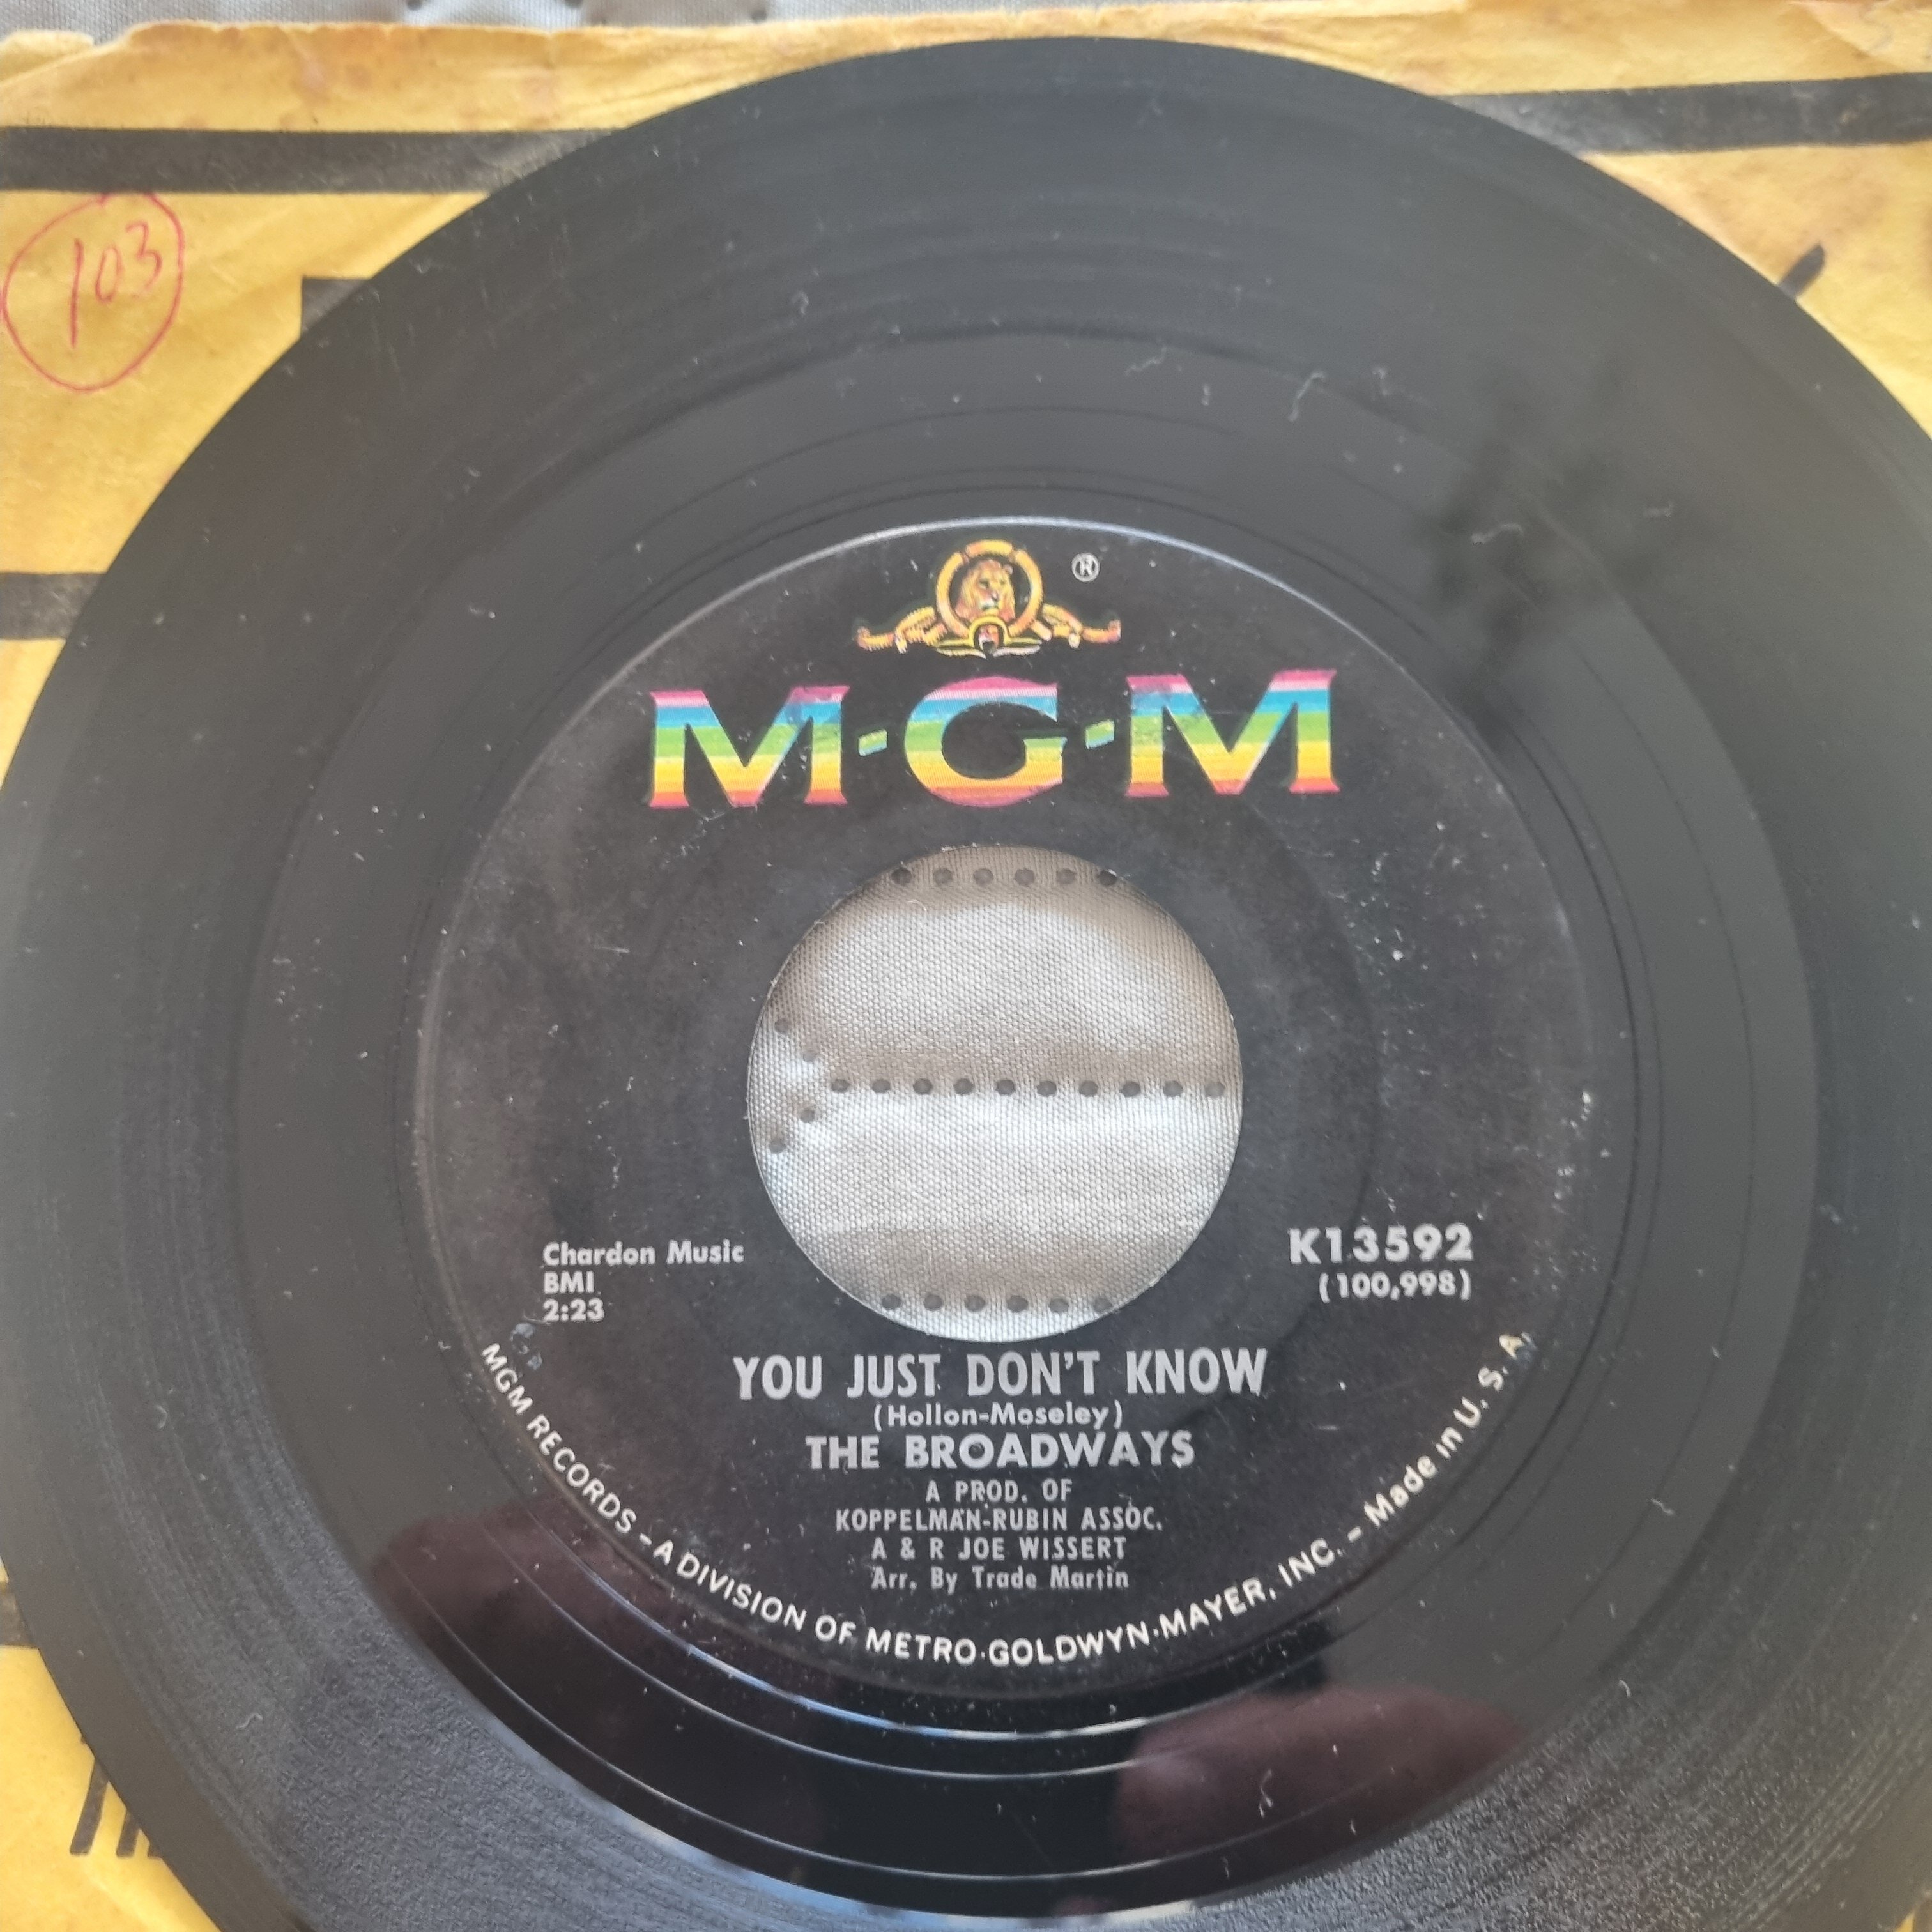 103
®
M-G-M
Chardon Music
BMI
2:23
K13592
(100,998)
YOU JUST DON'T KNOW
(Hollon-Moseley)
THE BROADWAYS
A PROD. OF
KOPPELMAN-RUBIN ASSOC.
A & R JOE WISSERT
Arr. By Trade Martin
MGM RECORDS – A DIVISION OF METRO·GOLDWYN·MAYER, INC. – Made in U. S. A.